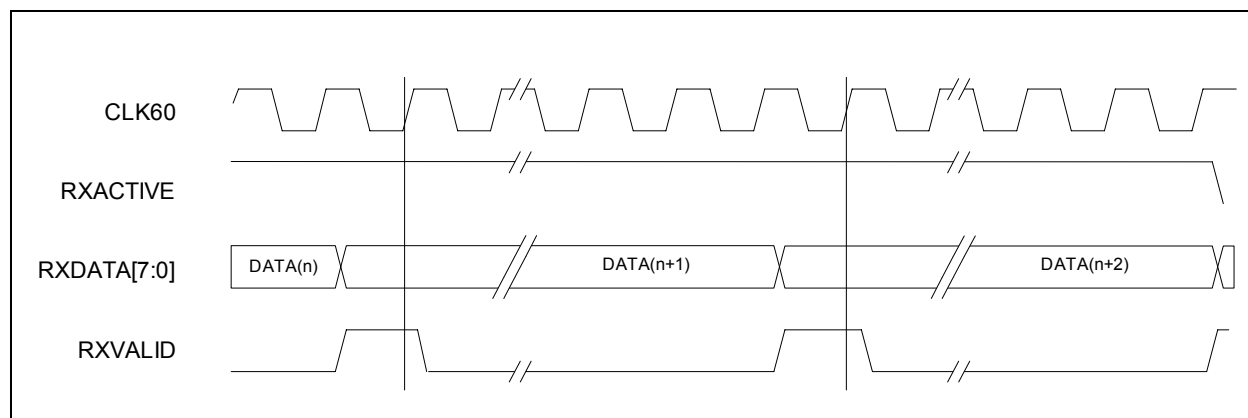 CLK60
RXACTIVE
RXDATA[7:0]
DATA(n)
DATA(n+1)
DATA(n+2)
RXVALID